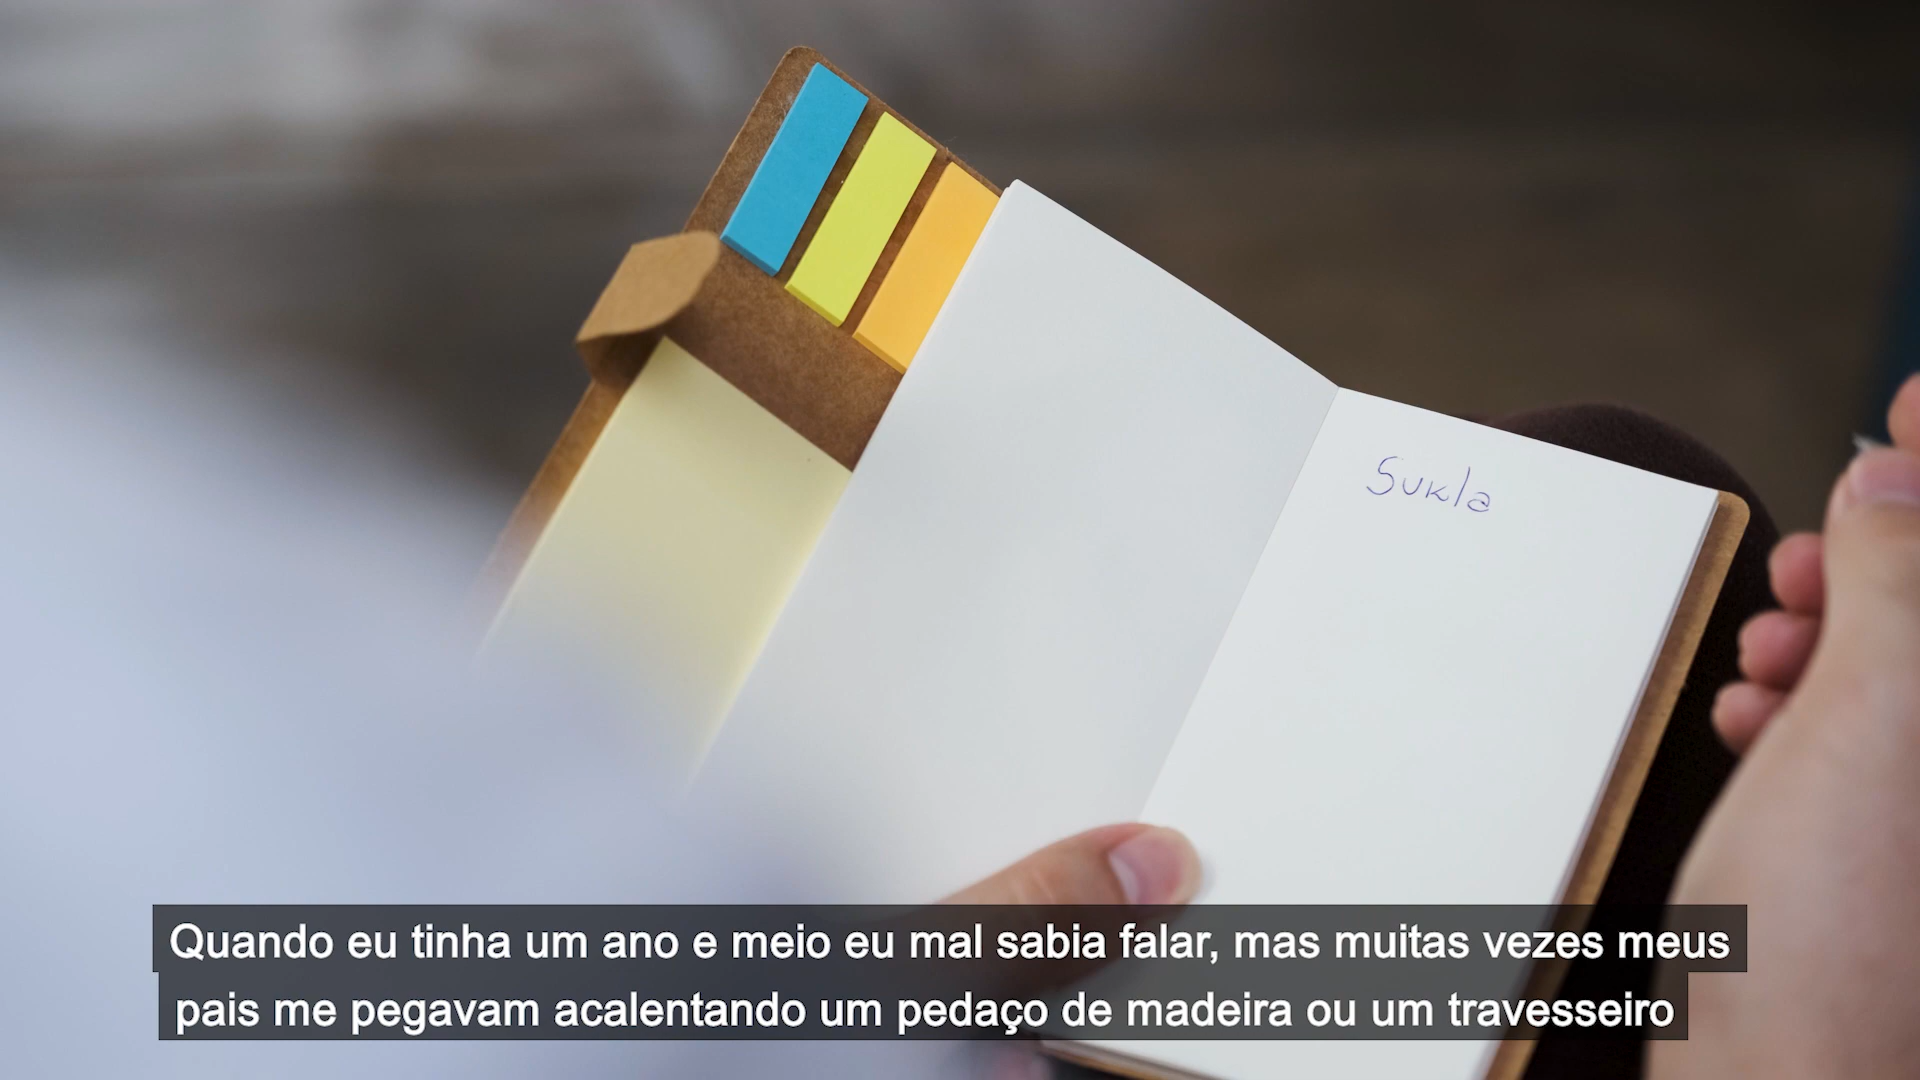 Sukla
Quando eu tinha um ano e meio eu mal sabia falar, mas muitas vezes meus
pais me pegavam acalentando um pedaço de madeira ou um travesseiro